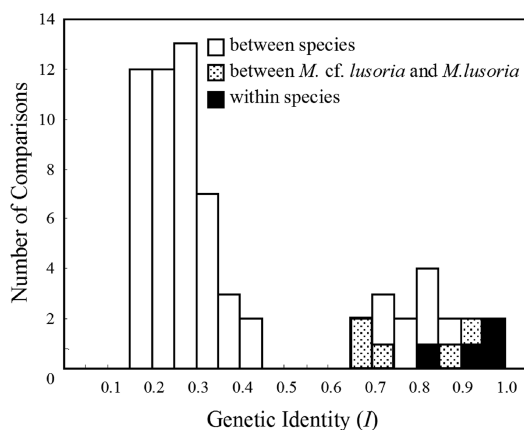 14
12
10
8
6
4
2
0
Number of Comparisons
between species
between M. cf. lusoria and M.lusoria
within species
0.1 0.2 0.3 0.4 0.5 0.6 0.7 0.8 0.9 1.0
Genetic Identity (I)